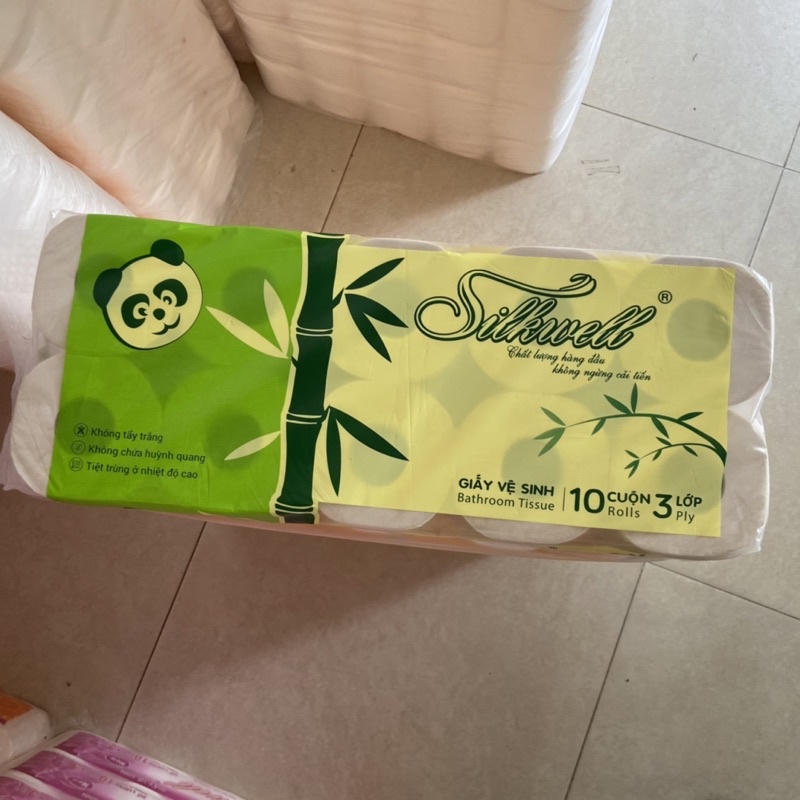 Silkwell®
Chất lượng hàng đầu
không ngừng cải tiến
Không tẩy trắng
Không chứa huỳnh quang
Tiệt trùng ở nhiệt độ cao
GIẤY VỆ SINH
Bathroom Tissue
10 CUỘN
Rolls
3 LỚP
Ply